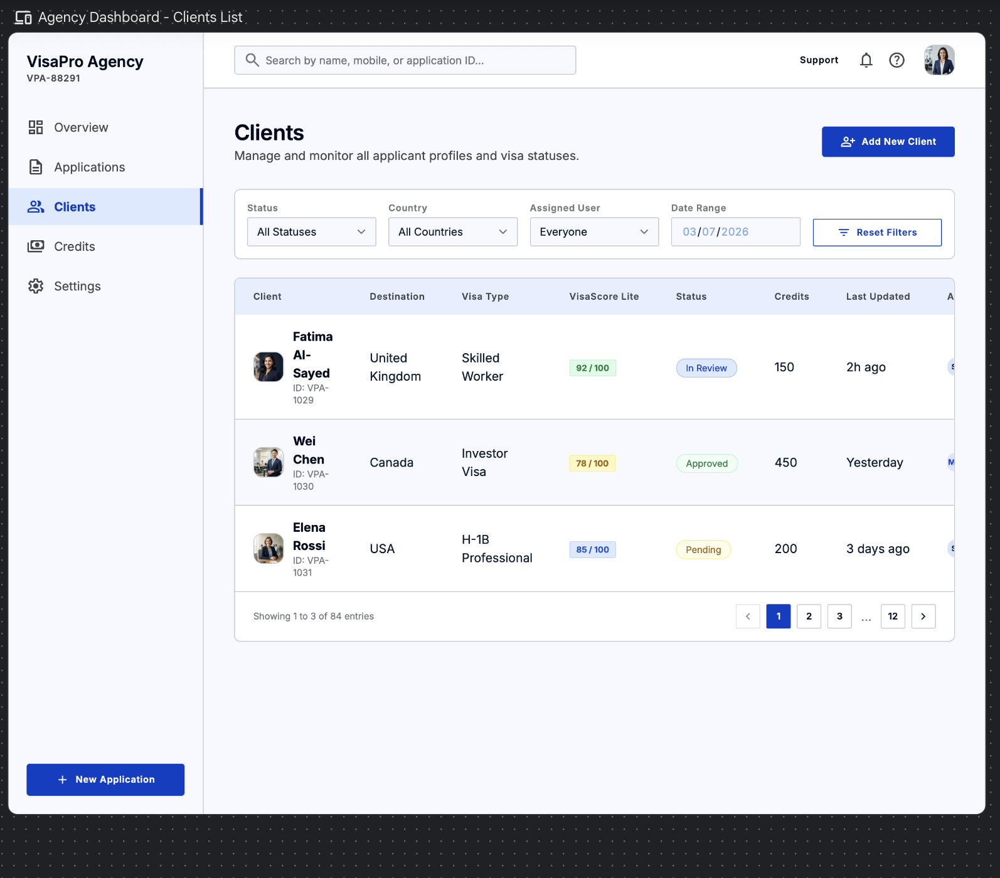 Agency Dashboard - Clients List
VisaPro Agency
VPA-88291
Overview
Applications
Clients
Credits
Settings
New Application
Search by name, mobile, or application ID...
Support
Clients
Manage and monitor all applicant profiles and visa statuses.
Add New Client
Status
Country
Assigned User
Date Range
All Statuses
All Countries
Everyone
03/07/2026
Reset Filters
Client Destination Visa Type VisaScore Lite Status Credits Last Updated
Fatima
Al-
Sayed
ID: VPA-
1029
United
Kingdom
Skilled
Worker
92 / 100
In Review
150
2h ago
Wei
Chen
ID: VPA-
1030
Canada
Investor
Visa
78 / 100
Approved
450
Yesterday
Elena
Rossi
ID: VPA-
1031
USA
H-1B
Professional
85 / 100
Pending
200
3 days ago
Showing 1 to 3 of 84 entries
1 2 3 ... 12